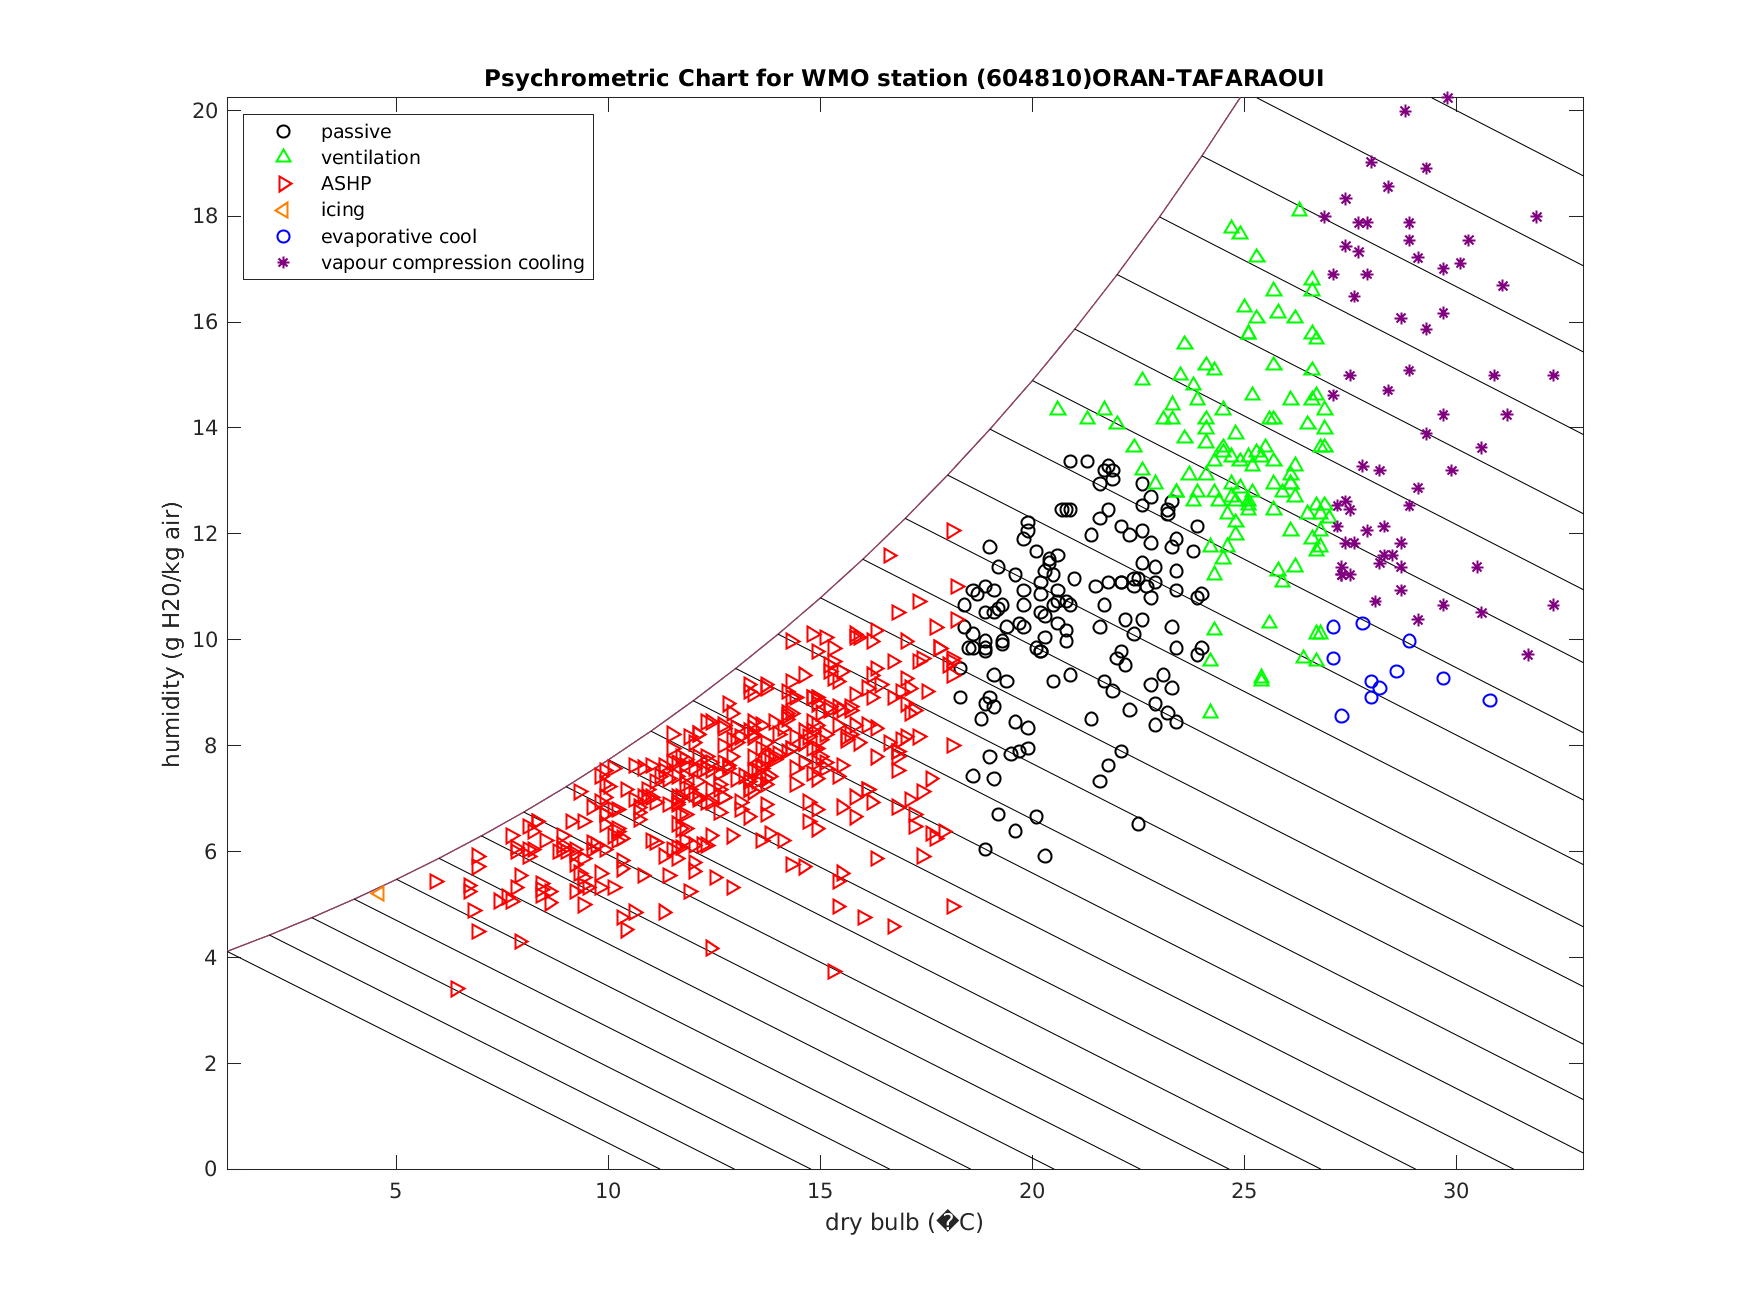 Psychrometric Chart for WMO station (604810)ORAN-TAFARAOUI
passive
ventilation
ASHP
icing
evaporative cool
vapour compression cooling
20
18
16
14
12
10
8
6
4
2
0
humidity (g H20/kg air)
5
10
15
20
25
30
dry bulb (�C)